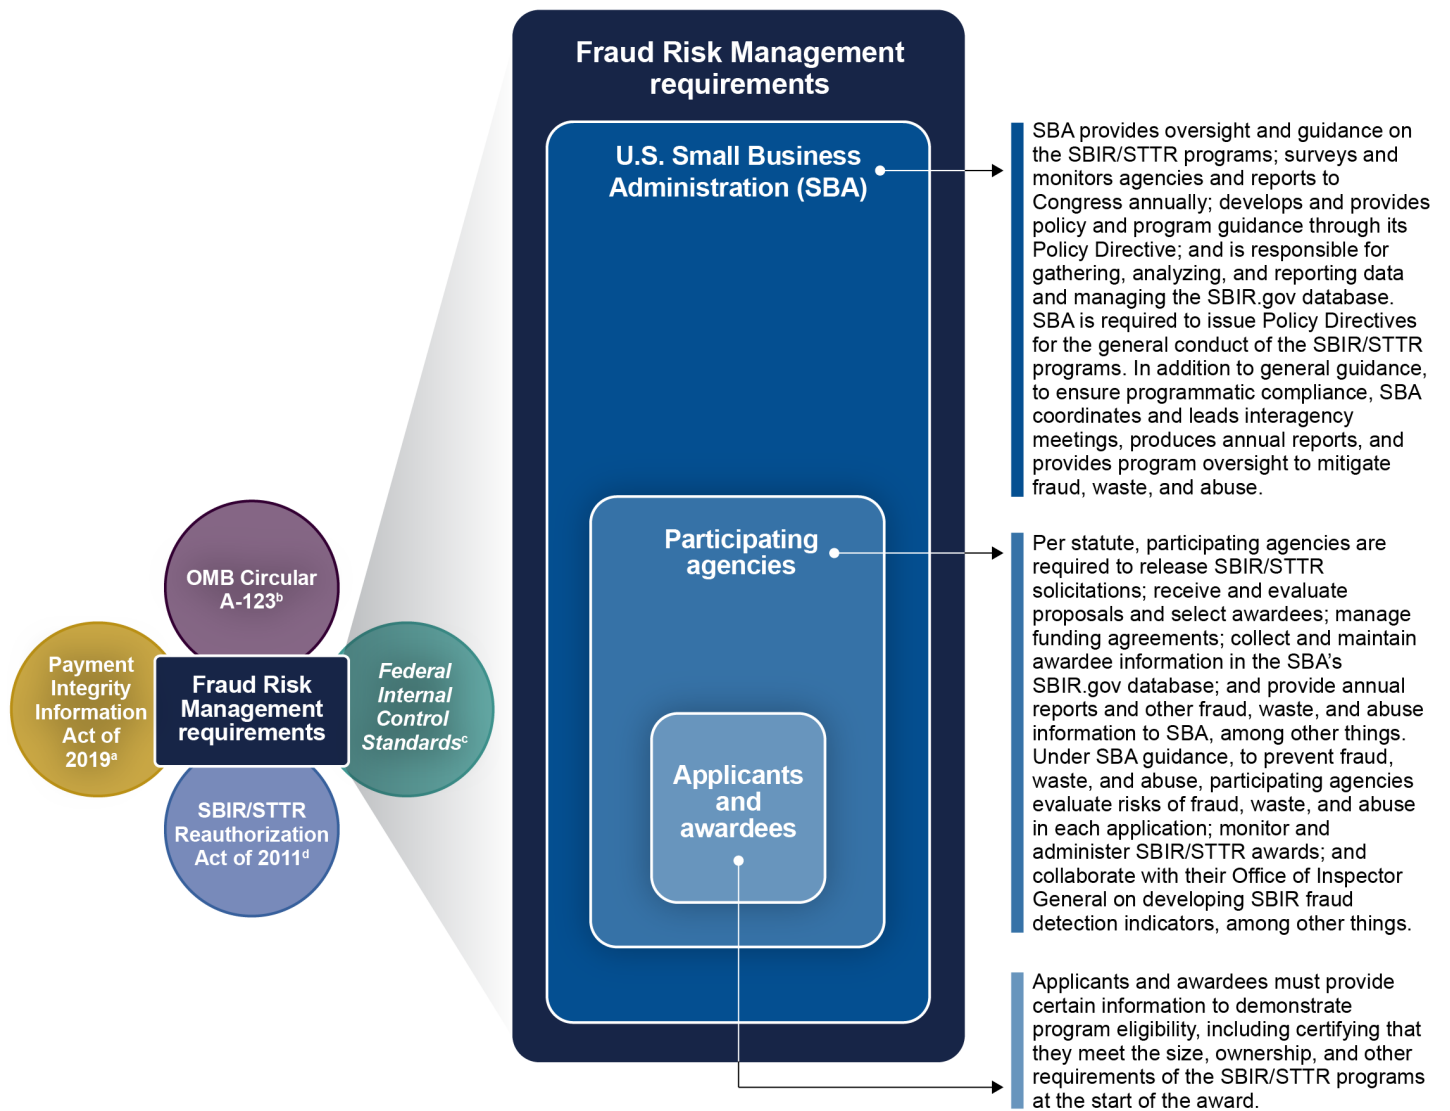 Fraud Risk Management
requirements
U.S. Small Business
Administration (SBA)
SBA provides oversight and guidance on
the SBIR/STTR programs; surveys and
monitors agencies and reports to
Congress annually; develops and provides
policy and program guidance through its
Policy Directive; and is responsible for
gathering, analyzing, and reporting data
and managing the SBIR.gov database.
SBA is required to issue Policy Directives
for the general conduct of the SBIR/STTR
programs. In addition to general guidance,
to ensure programmatic compliance, SBA
coordinates and leads interagency
meetings, produces annual reports, and
provides program oversight to mitigate
fraud, waste, and abuse.
Participating
agencies
Per statute, participating agencies are
required to release SBIR/STTR
solicitations; receive and evaluate
proposals and select awardees; manage
funding agreements; collect and maintain
awardee information in the SBA’s
SBIR.gov database; and provide annual
reports and other fraud, waste, and abuse
information to SBA, among other things.
Under SBA guidance, to prevent fraud,
waste, and abuse, participating agencies
evaluate risks of fraud, waste, and abuse
in each application; monitor and
administer SBIR/STTR awards; and
collaborate with their Office of Inspector
General on developing SBIR fraud
detection indicators, among other things.
Applicants
and
awardees
Applicants and awardees must provide
certain information to demonstrate
program eligibility, including certifying that
they meet the size, ownership, and other
requirements of the SBIR/STTR programs
at the start of the award.
OMB Circular
A-123ᵇ
Payment
Integrity
Information
Act of
2019ᵃ
Fraud Risk
Management
requirements
Federal
Internal
Control
Standardsᶜ
SBIR/STTR
Reauthorization
Act of 2011ᵈ